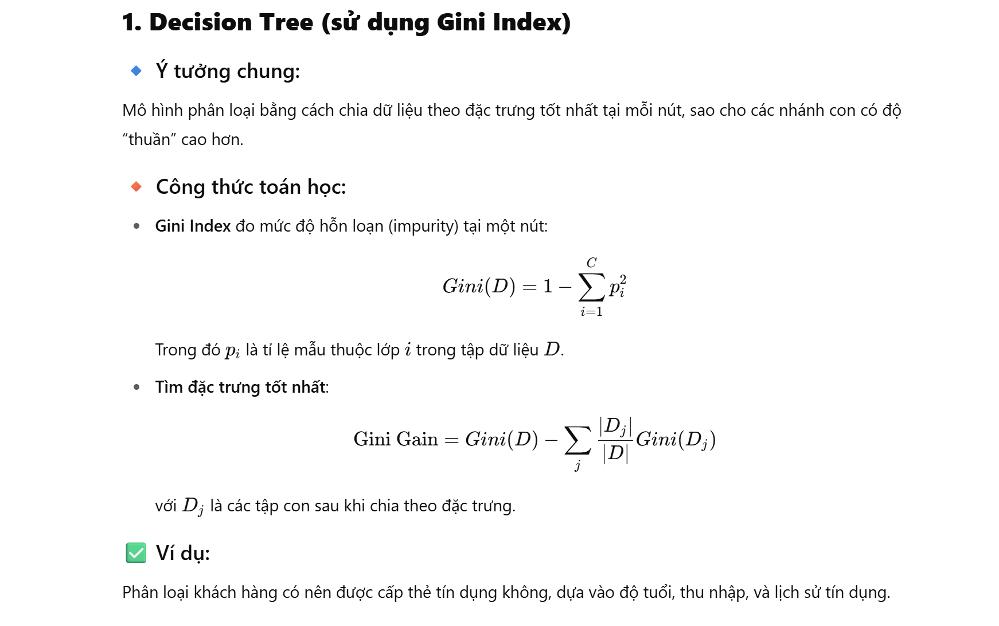 1. Decision Tree (sử dụng Gini Index)
🔹 Ý tưởng chung:
Mô hình phân loại bằng cách chia dữ liệu theo đặc trưng tốt nhất tại mỗi nút, sao cho các nhánh con có độ
“thuần” cao hơn.
🔸 Công thức toán học:
• Gini Index đo mức độ hỗn loạn (impurity) tại một nút:
$Gini(D) = 1 - \sum_{i=1}^{C} p_i^2$
Trong đó $p_i$ là tỉ lệ mẫu thuộc lớp $i$ trong tập dữ liệu $D$.
• Tìm đặc trưng tốt nhất:
$\text{Gini Gain} = Gini(D) - \sum_{j} \frac{|D_j|}{|D|} Gini(D_j)$
với $D_j$ là các tập con sau khi chia theo đặc trưng.
✅ Ví dụ:
Phân loại khách hàng có nên được cấp thẻ tín dụng không, dựa vào độ tuổi, thu nhập, và lịch sử tín dụng.